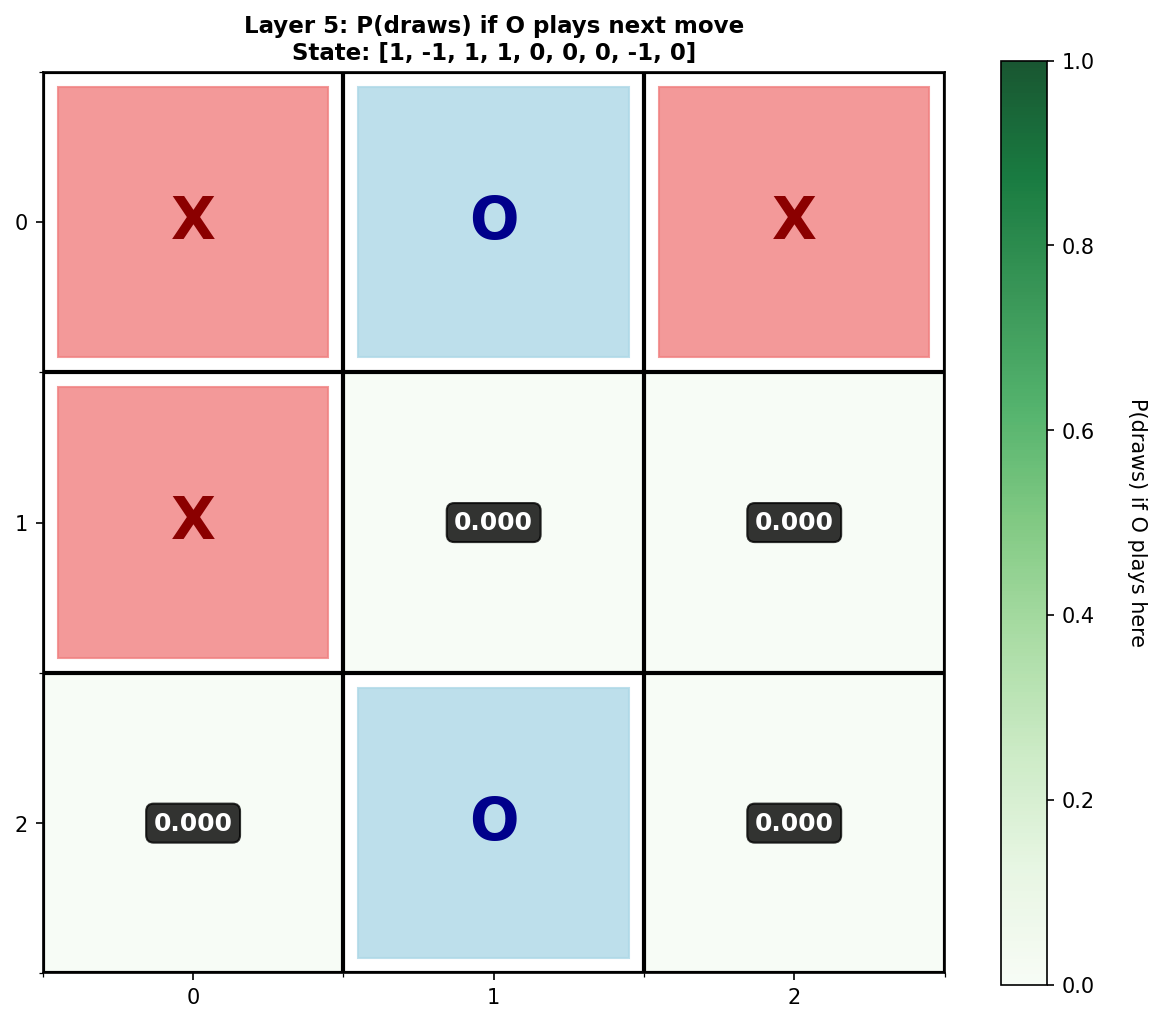 Layer 5: P(draws) if O plays next move
State: [1, -1, 1, 1, 0, 0, 0, -1, 0]
0
X
O
X
1
X
0.000
0.000
2
0.000
O
0.000
0
1
2
1.0
0.8
0.6
0.4
0.2
0.0
P(draws) if O plays here